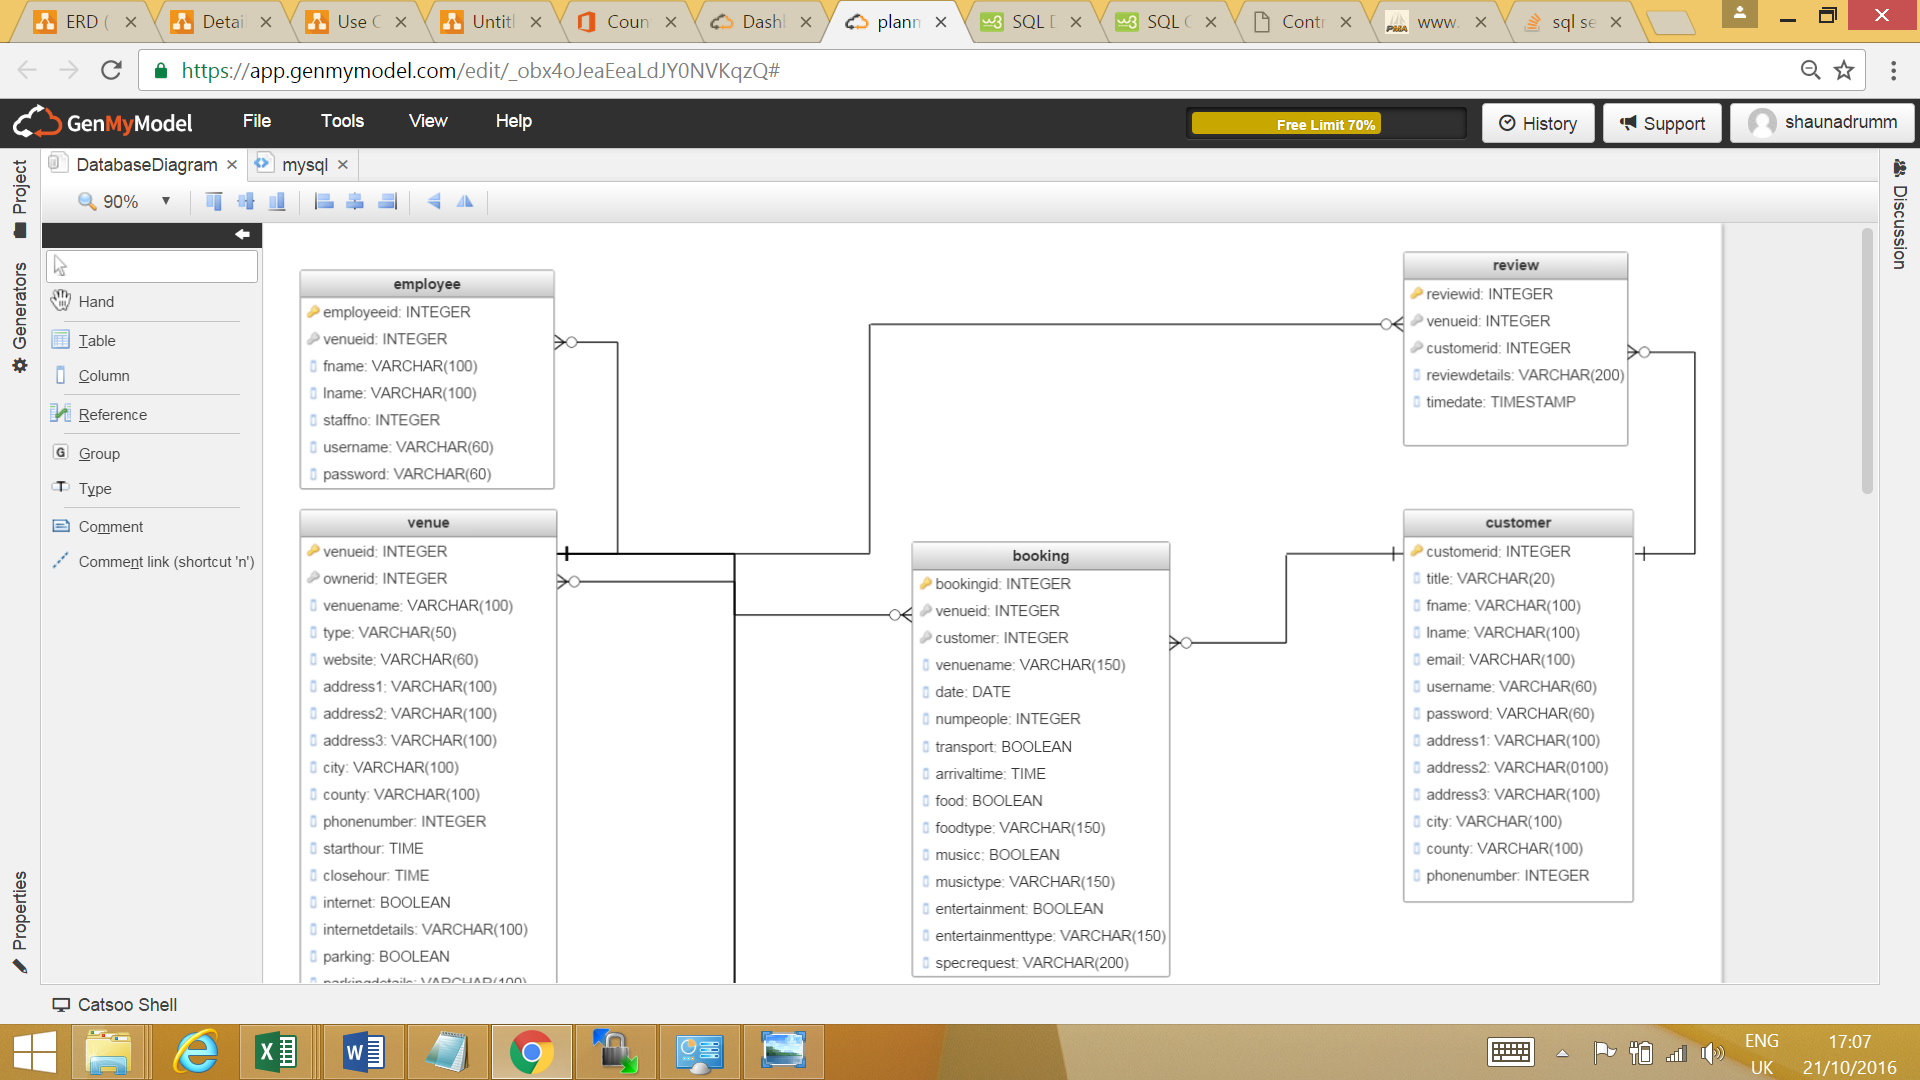 ERD (
Detai
Use C
Untitl
Coun
Dashl
plann
SQL D
SQL C
Contr
www.
sql se
https://app.genmymodel.com/edit/_obx4oJeaEeaLdJY0NVKqzQ#
GenMyModel
File
Tools
View
Help
Free Limit 70%
History
Support
shaunadrumm
Project
Generators
Properties
Discussion
DatabaseDiagram
mysql
90%
Hand
Table
Column
Reference
Group
Type
Comment
Comment link (shortcut 'n')
employee
employeeid: INTEGER
venueid: INTEGER
fname: VARCHAR(100)
lname: VARCHAR(100)
staffno: INTEGER
username: VARCHAR(60)
password: VARCHAR(60)
venue
venueid: INTEGER
ownerid: INTEGER
venuename: VARCHAR(100)
type: VARCHAR(50)
website: VARCHAR(60)
address1: VARCHAR(100)
address2: VARCHAR(100)
address3: VARCHAR(100)
city: VARCHAR(100)
county: VARCHAR(100)
phonenumber: INTEGER
starthour: TIME
closehour: TIME
internet: BOOLEAN
internetdetails: VARCHAR(100)
parking: BOOLEAN
parkingdetails: VARCHAR(100)
booking
bookingid: INTEGER
venueid: INTEGER
customer: INTEGER
venuename: VARCHAR(150)
date: DATE
numpeople: INTEGER
transport: BOOLEAN
arrivaltime: TIME
food: BOOLEAN
foodtype: VARCHAR(150)
musicc: BOOLEAN
musictype: VARCHAR(150)
entertainment: BOOLEAN
entertainmenttype: VARCHAR(150)
specrequest: VARCHAR(200)
review
reviewid: INTEGER
venueid: INTEGER
customerid: INTEGER
reviewdetails: VARCHAR(200)
timedate: TIMESTAMP
customer
customerid: INTEGER
title: VARCHAR(20)
fname: VARCHAR(100)
lname: VARCHAR(100)
email: VARCHAR(100)
username: VARCHAR(60)
password: VARCHAR(60)
address1: VARCHAR(100)
address2: VARCHAR(0100)
address3: VARCHAR(100)
city: VARCHAR(100)
county: VARCHAR(100)
phonenumber: INTEGER
Catsoo Shell
ENG
UK
17:07
21/10/2016